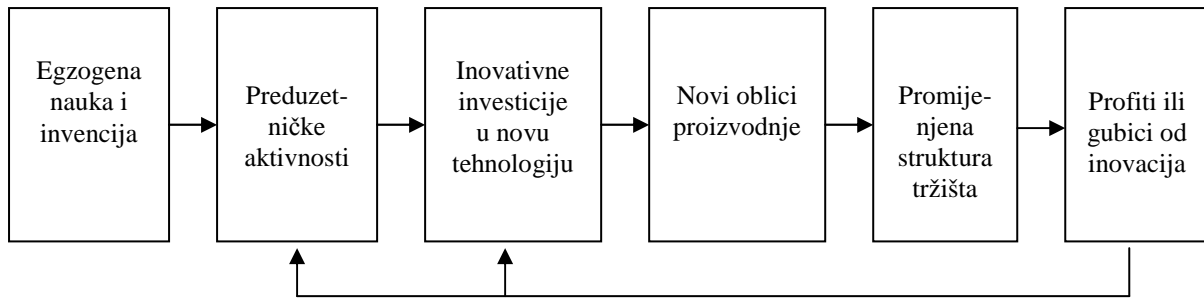 Egzogena
nauka i
invencija
Preduzet-
ničke
aktivnosti
Inovativne
investicije
u novu
tehnologiju
Novi oblici
proizvodnje
Promije-
njena
struktura
tržišta
Profiti ili
gubici od
inovacija